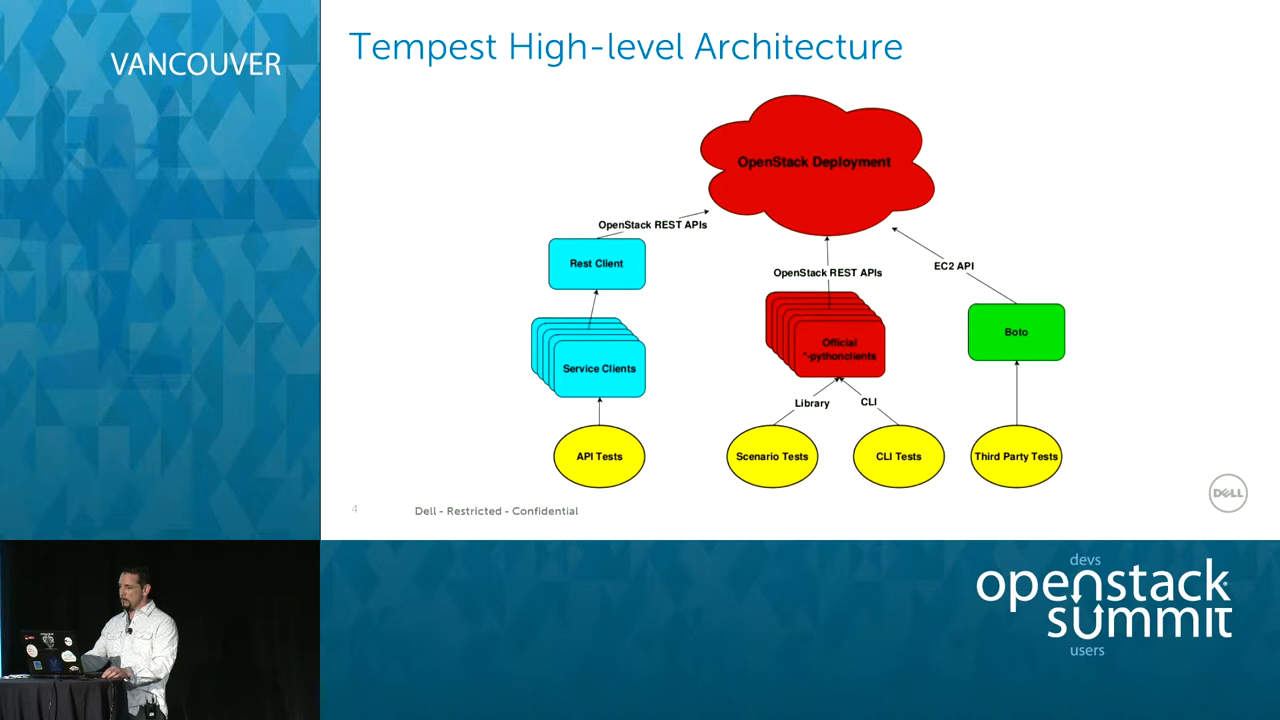 VANCOUVER
Tempest High-level Architecture
OpenStack Deployment
OpenStack REST APIs
Rest Client
OpenStack REST APIs
EC2 API
Service Clients
Official
*-pythonclients
Boto
Library
CLI
API Tests
Scenario Tests
CLI Tests
Third Party Tests
4
Dell - Restricted - Confidential
DELL
devs
openstack
summit
users